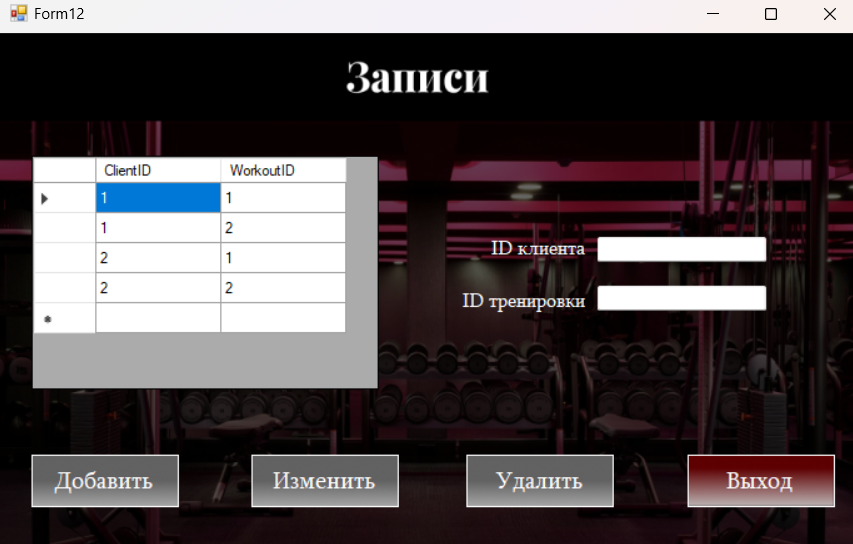 Form12
Записи
ClientID WorkoutID
1 1
1 2
2 1
2 2
ID клиента
ID тренировки
Добавить Изменить Удалить Выход